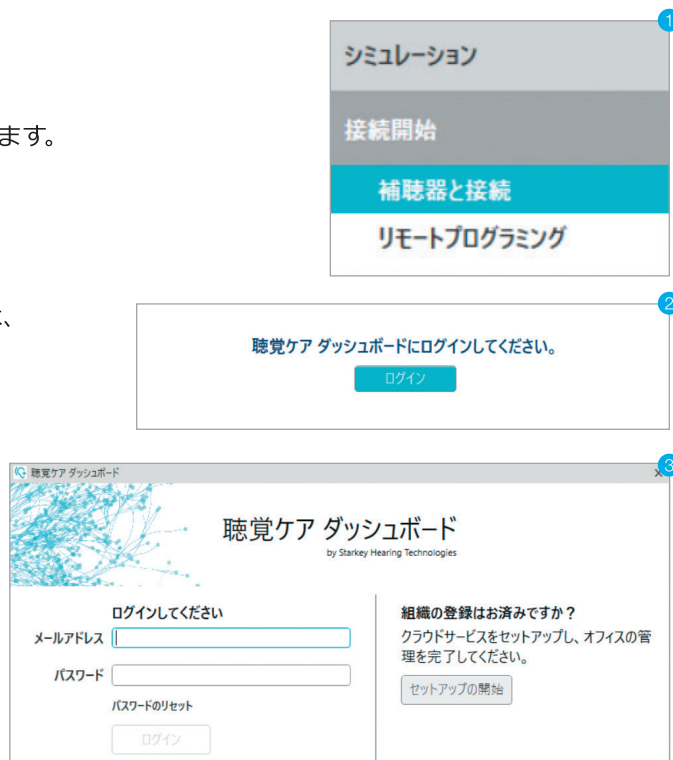 1
シミュレーション
接続開始
補聴器と接続
リモートプログラミング
ます。
、
2
聴覚ケア ダッシュボードにログインしてください。
ログイン
3
聴覚ケア ダッシュボード
×
聴覚ケア ダッシュボード
by Starkey Hearing Technologies
ログインしてください
メールアドレス
パスワード
パスワードのリセット
ログイン
組織の登録はお済みですか？
クラウドサービスをセットアップし、オフィスの管
理を完了してください。
セットアップの開始